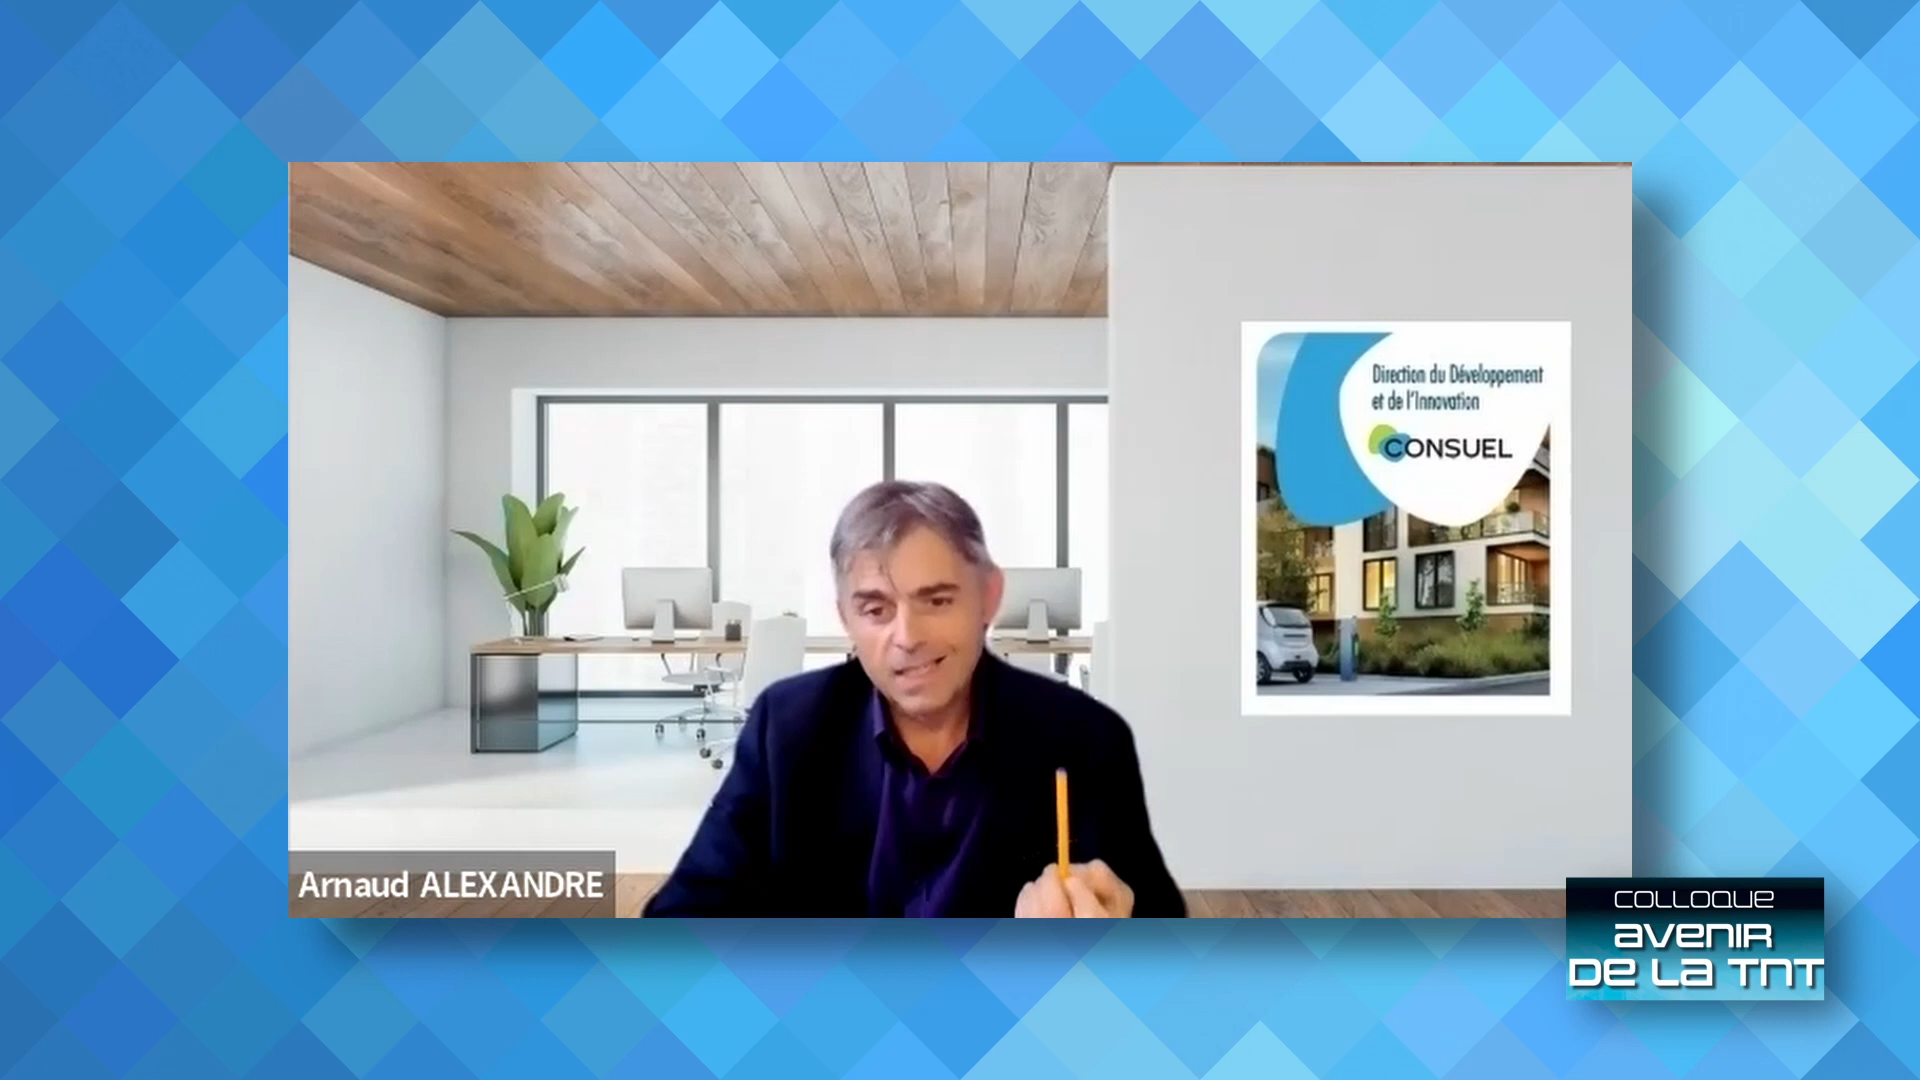 Direction du Développement
et de l'Innovation
CONSUEL
Arnaud ALEXANDRE
COLLOQUE
AVENIR
DE LA TNT